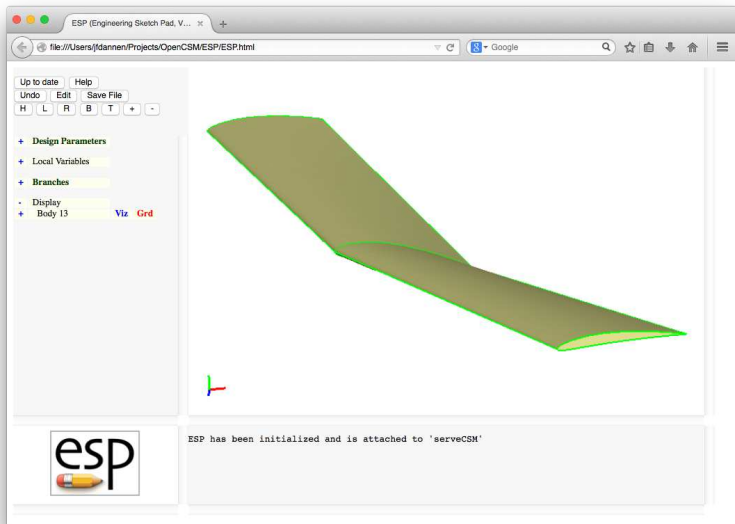 ESP (Engineering Sketch Pad, V...
file:///Users/jfdannen/Projects/OpenCSM/ESP/ESP.html
Google
Up to date Help
Undo Edit Save File
H L R B T + -
+ Design Parameters
+ Local Variables
+ Branches
- Display
+ Body 13 Viz Grd
ESP has been initialized and is attached to 'serveCSM'
esp